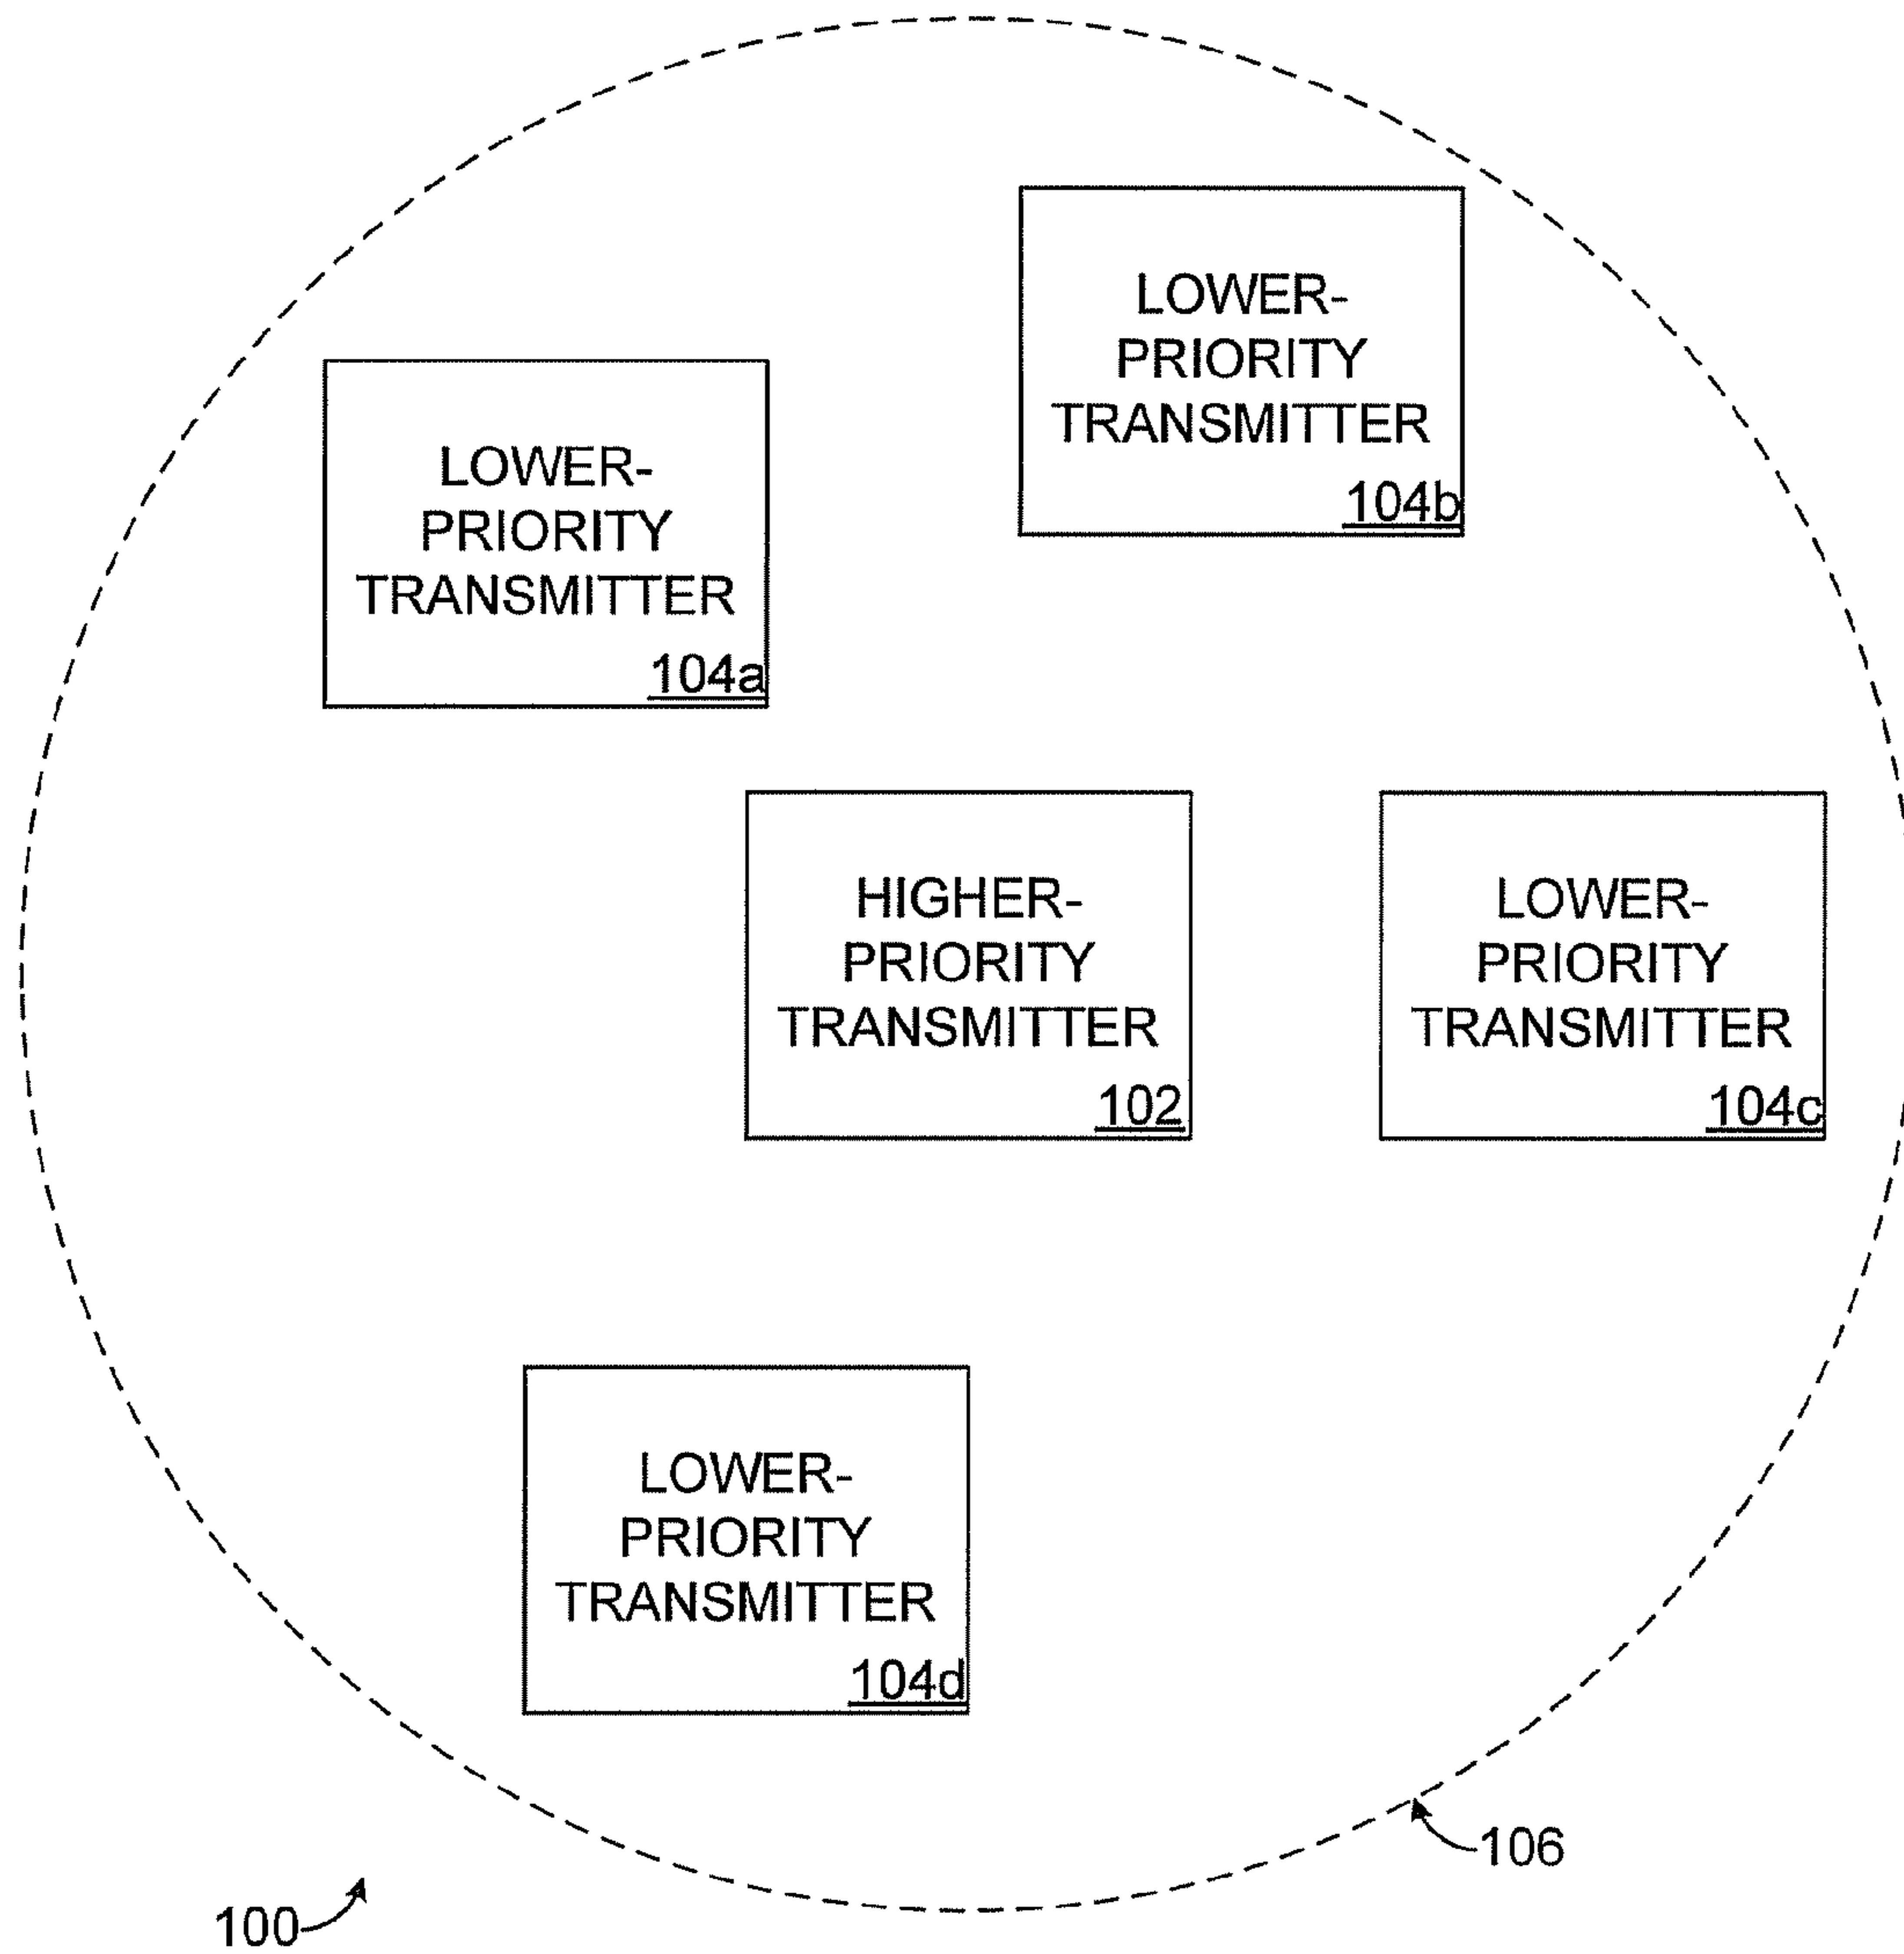 LOWER-
PRIORITY
TRANSMITTER
104b
LOWER-
PRIORITY
TRANSMITTER
104a
HIGHER-
PRIORITY
TRANSMITTER
102
LOWER-
PRIORITY
TRANSMITTER
104c
LOWER-
PRIORITY
TRANSMITTER
104d
106
100